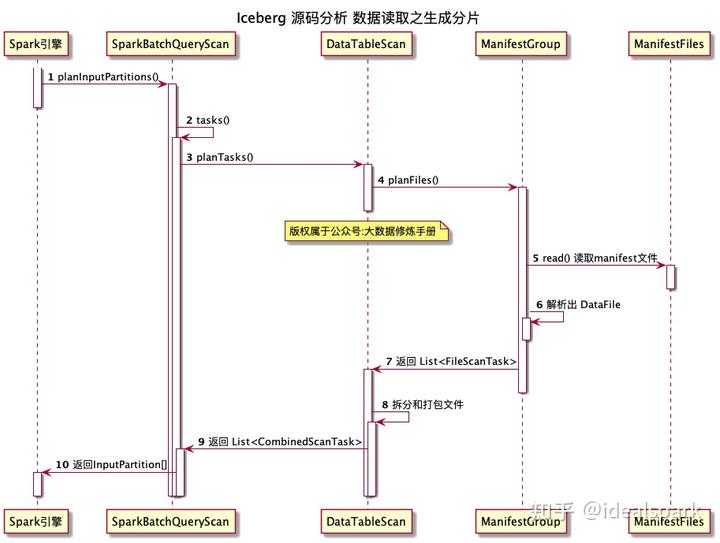 Iceberg 源码分析 数据读取之生成分片
Spark引擎 SparkBatchQueryScan DataTableScan ManifestGroup ManifestFiles
1 planInputPartitions()
2 tasks()
3 planTasks()
4 planFiles()
版权属于公众号:大数据修炼手册
5 read() 读取manifest文件
6 解析出 DataFile
7 返回 List<FileScanTask>
8 拆分和打包文件
9 返回 List<CombinedScanTask>
10 返回InputPartition[]
Spark引擎 SparkBatchQueryScan DataTableScan ManifestGroup ManifestFiles
知乎 @idealspark